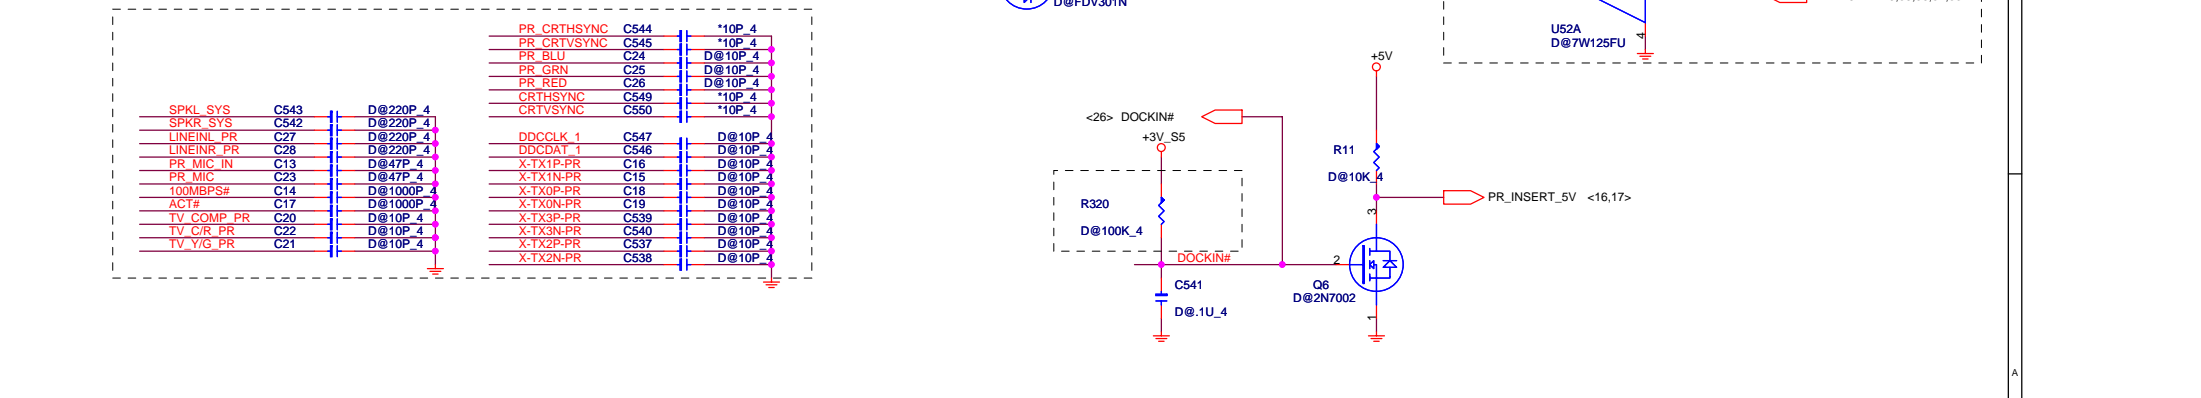 D@FDV301N
U52A
D@7W125FU
4
PR_CRTHSYNC C544 *10P_4
PR_CRTVSYNC C545 *10P_4
PR_BLU C24 D@10P_4
PR_GRN C25 D@10P_4
PR_RED C26 D@10P_4
CRTHSYNC C549 *10P_4
CRTVSYNC C550 *10P_4
SPKL_SYS C543 D@220P_4
SPKR_SYS C542 D@220P_4
LINEINL_PR C27 D@220P_4
LINEINR_PR C28 D@220P_4
PR_MIC_IN C13 D@47P_4
PR_MIC C23 D@47P_4
100MBPS# C14 D@1000P_4
ACT# C17 D@1000P_4
TV_COMP_PR C20 D@10P_4
TV_C/R_PR C22 D@10P_4
TV_Y/G_PR C21 D@10P_4
DDCCLK_1 C547 D@10P_4
DDCDAT_1 C546 D@10P_4
X-TX1P-PR C16 D@10P_4
X-TX1N-PR C15 D@10P_4
X-TX0P-PR C18 D@10P_4
X-TX0N-PR C19 D@10P_4
X-TX3P-PR C539 D@10P_4
X-TX3N-PR C540 D@10P_4
X-TX2P-PR C537 D@10P_4
X-TX2N-PR C538 D@10P_4
+5V
<26> DOCKIN#
+3V_S5
R11
D@10K_4
R320
D@100K_4
PR_INSERT_5V <16,17>
3
DOCKIN#
2
C541
D@.1U_4
Q6
D@2N7002
1
A